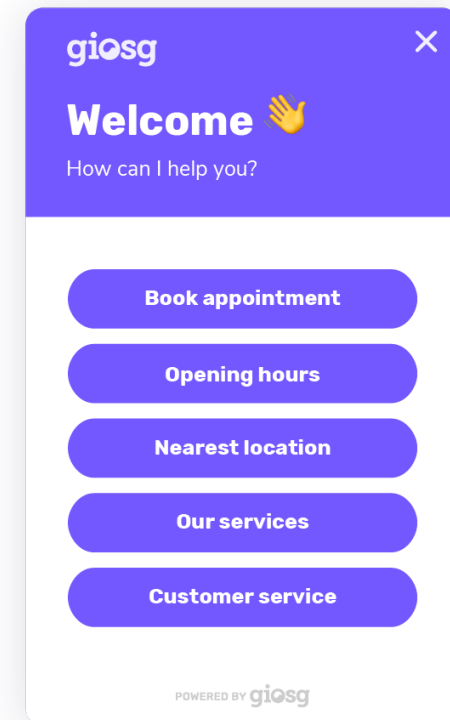 giosg
Welcome 👋
How can I help you?
Book appointment
Opening hours
Nearest location
Our services
Customer service
POWERED BY giosg